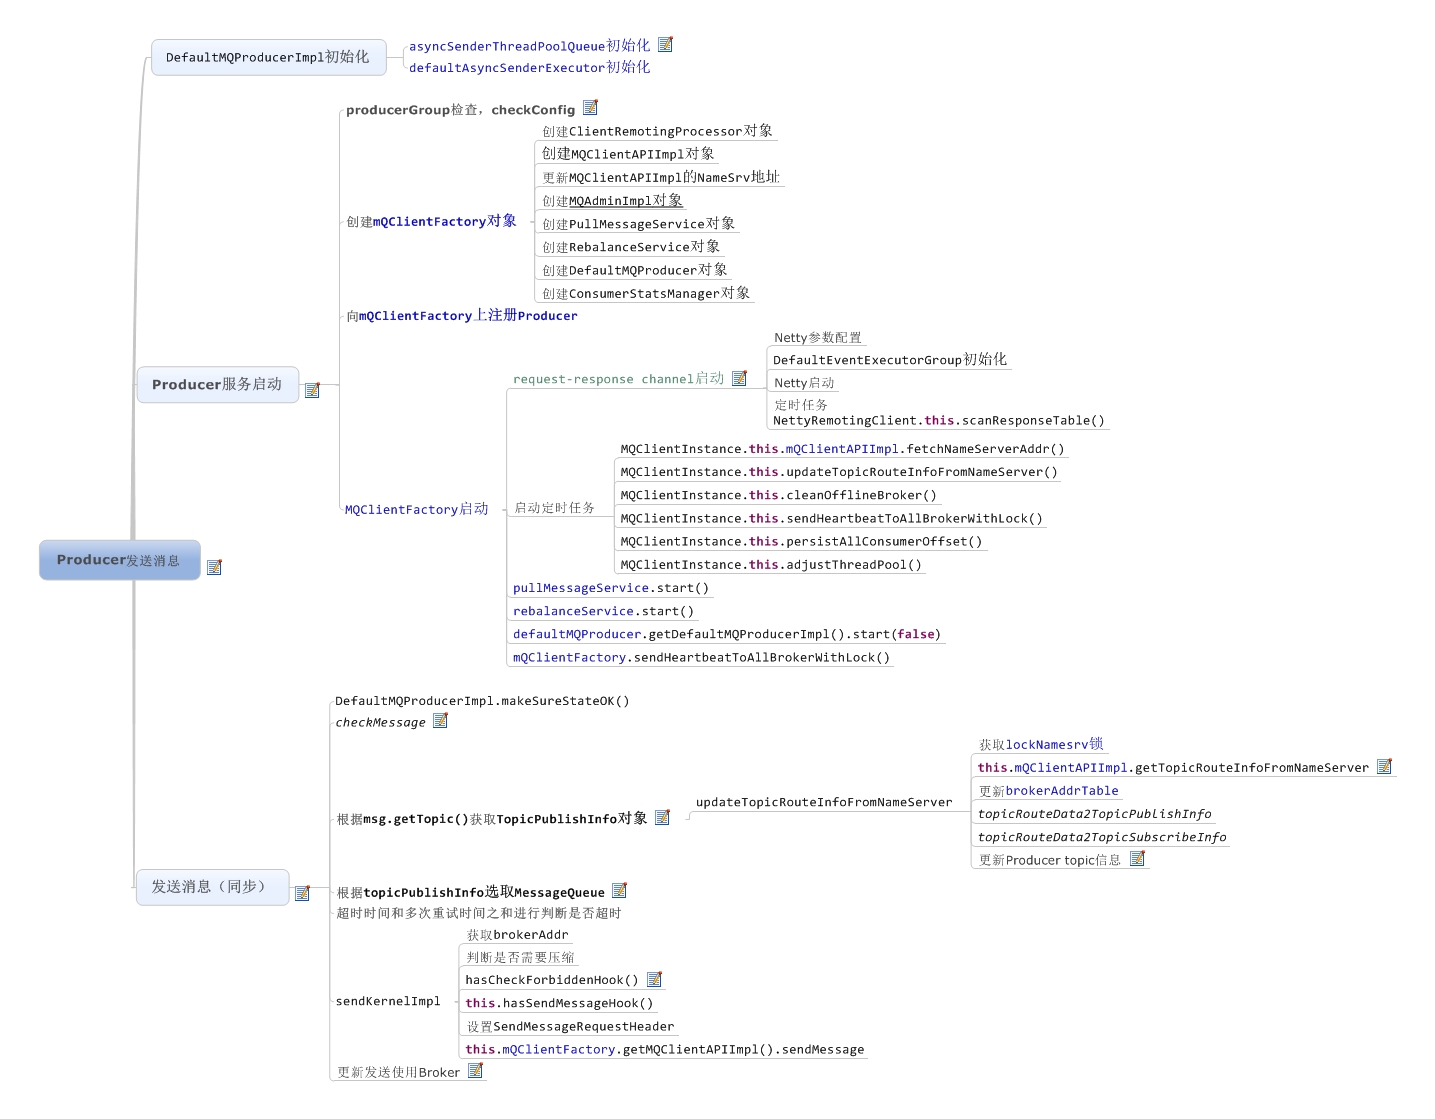 DefaultMQProducerImpl初始化
asyncSenderThreadPoolQueue初始化
defaultAsyncSenderExecutor初始化
producerGroup检查，checkConfig
创建ClientRemotingProcessor对象
创建MQClientAPIImpl对象
更新MQClientAPIImpl的NameSrv地址
创建MQAdminImpl对象
创建mQClientFactory对象
创建PullMessageService对象
创建RebalanceService对象
创建DefaultMQProducer对象
创建ConsumerStatsManager对象
向mQClientFactory上注册Producer
Producer服务启动
request-response channel启动
Netty参数配置
DefaultEventExecutorGroup初始化
Netty启动
定时任务
NettyRemotingClient.this.scanResponseTable()
MQClientFactory启动
启动定时任务
MQClientInstance.this.mQClientAPIImpl.fetchNameServerAddr()
MQClientInstance.this.updateTopicRouteInfoFromNameServer()
MQClientInstance.this.cleanOfflineBroker()
MQClientInstance.this.sendHeartbeatToAllBrokerWithLock()
MQClientInstance.this.persistAllConsumerOffset()
MQClientInstance.this.adjustThreadPool()
pullMessageService.start()
rebalanceService.start()
defaultMQProducer.getDefaultMQProducerImpl().start(false)
mQClientFactory.sendHeartbeatToAllBrokerWithLock()
Producer发送消息
DefaultMQProducerImpl.makeSureStateOK()
checkMessage
根据msg.getTopic()获取TopicPublishInfo对象
updateTopicRouteInfoFromNameServer
获取lockNamesrv锁
this.mQClientAPIImpl.getTopicRouteInfoFromNameServer
更新brokerAddrTable
topicRouteData2TopicPublishInfo
topicRouteData2TopicSubscribeInfo
更新Producer topic信息
发送消息（同步）
根据topicPublishInfo选取MessageQueue
超时时间和多次重试时间之和进行判断是否超时
sendKernelImpl
获取brokerAddr
判断是否需要压缩
hasCheckForbiddenHook()
this.hasSendMessageHook()
设置SendMessageRequestHeader
this.mQClientFactory.getMQClientAPIImpl().sendMessage
更新发送使用Broker